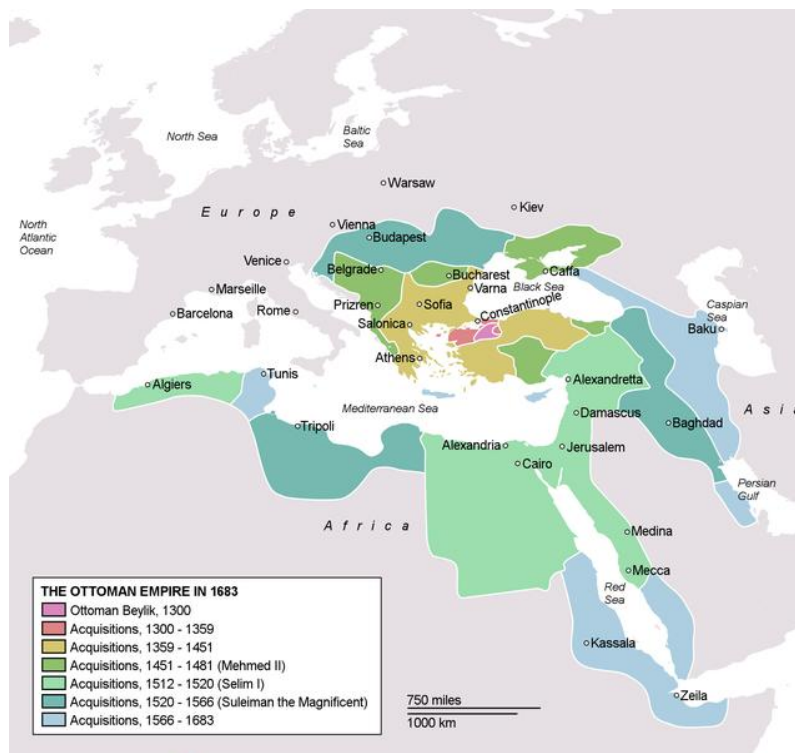 North Sea
Baltic
Sea
Warsaw
North
Atlantic
Ocean
Europe
Kiev
Vienna
Budapest
Venice
Belgrade
Bucharest
Caffa
Black Sea
Marseille
Varna
Caspian
Sea
Prizren
Sofia
Constantinople
Barcelona
Rome
Salonica
Baku
Athens
Algiers
Tunis
Alexandretta
Mediterranean Sea
Damascus
Asia
Tripoli
Baghdad
Alexandria
Jerusalem
Cairo
Persian
Gulf
Africa
Medina
Mecca
Red
Sea
Kassala
Zeila
THE OTTOMAN EMPIRE IN 1683
Ottoman Beylik, 1300
Acquisitions, 1300 - 1359
Acquisitions, 1359 - 1451
Acquisitions, 1451 - 1481 (Mehmed II)
Acquisitions, 1512 - 1520 (Selim I)
Acquisitions, 1520 - 1566 (Suleiman the Magnificent)
Acquisitions, 1566 - 1683
750 miles
1000 km